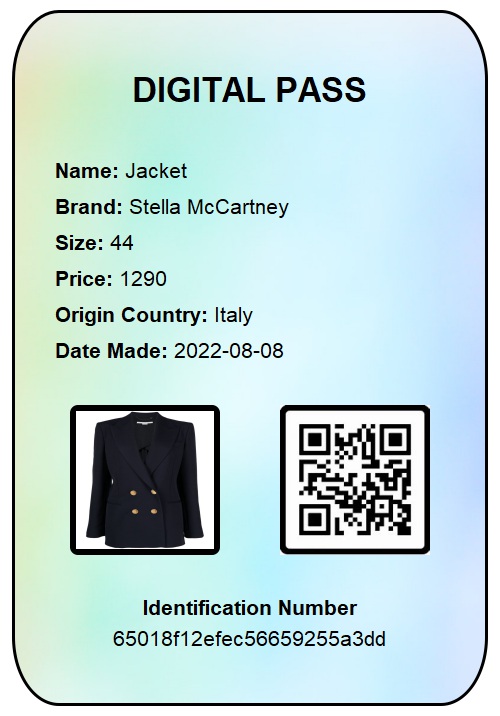 DIGITAL PASS
Name: Jacket
Brand: Stella McCartney
Size: 44
Price: 1290
Origin Country: Italy
Date Made: 2022-08-08
Identification Number
65018f12efec56659255a3dd